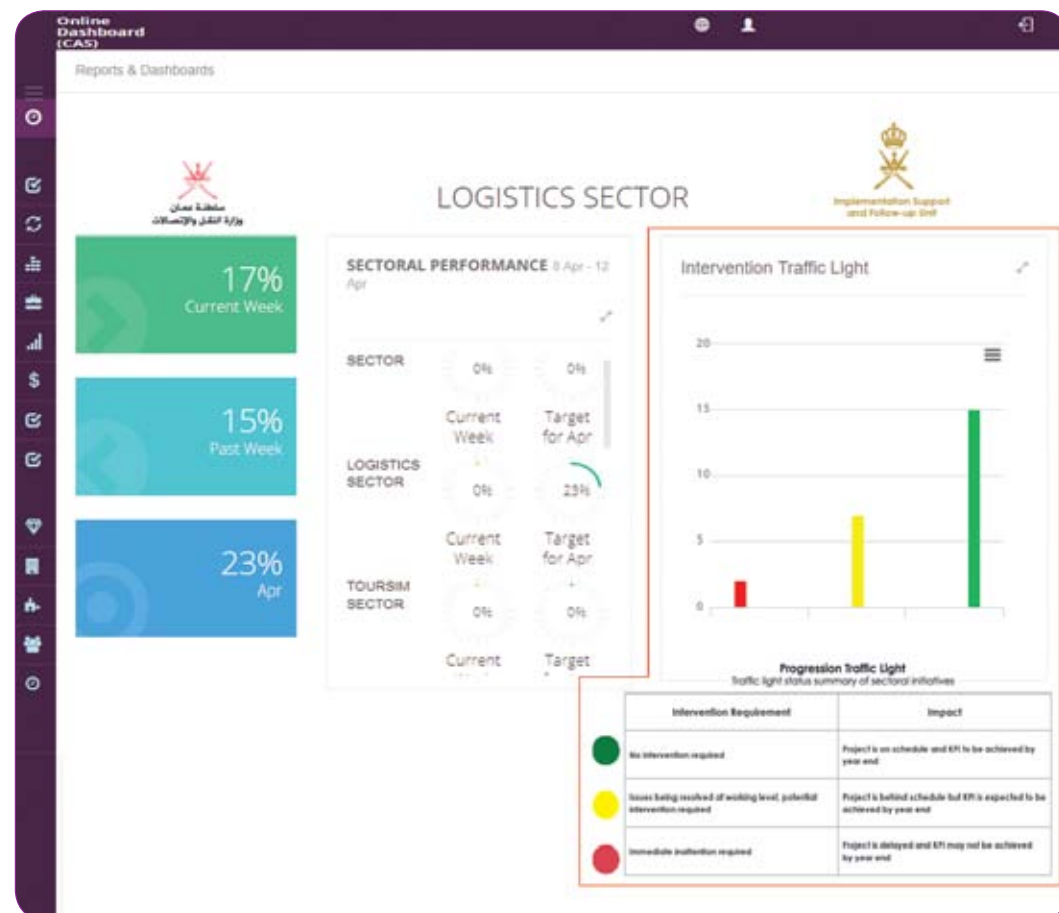 Online
Dashboard
(CAS)
Reports & Dashboards
سلطنة عمان
وزارة النقل والإتصالات
LOGISTICS SECTOR
Implementation Support
and Follow-up Unit
17%
Current Week
15%
Past Week
23%
Apr
SECTORAL PERFORMANCE 8 Apr - 12
Apr
SECTOR
0%
0%
Current
Week
Target
for Apr
LOGISTICS
SECTOR
0%
23%
Current
Week
Target
for Apr
TOURSIM
SECTOR
0%
0%
Current
Target
Intervention Traffic Light
20
15
10
5
0
Progression Traffic Light
Traffic light status summary of sectoral initiatives
Intervention Requirement
Impact
No intervention required
Project is on schedule and KPI to be achieved by
year end
Issues being resolved at working level, potential
intervention required
Project is behind schedule but KPI is expected to be
achieved by year end
Immediate required
Project is delayed and KPI may not be achieved
by year end